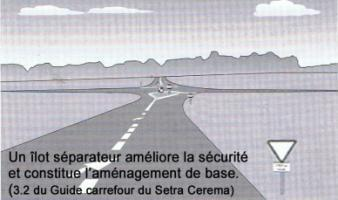 Un îlot séparateur améliore la sécurité
et constitue l'aménagement de base.
(3.2 du Guide carrefour du Setra Cerema)